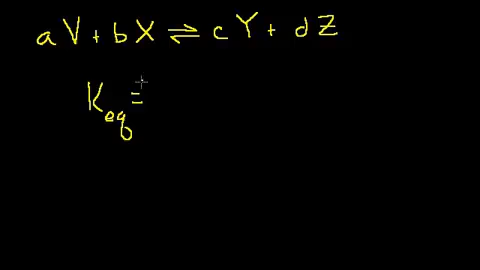 aV + bX ⇌ cY + dZ
Keq =